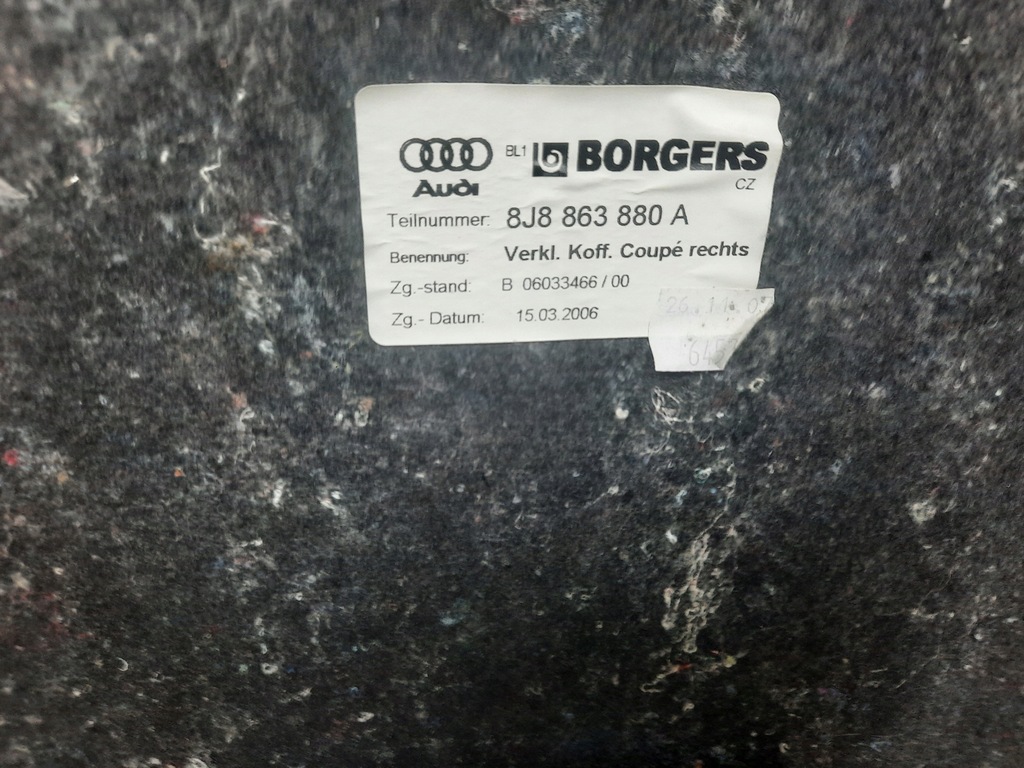 BL1 BORGERS
Audi CZ
Teilnummer: 8J8 863 880 A
Benennung: Verkl. Koff. Coupé rechts
Zg.-stand: B 06033466 / 00
Zg.- Datum: 15.03.2006